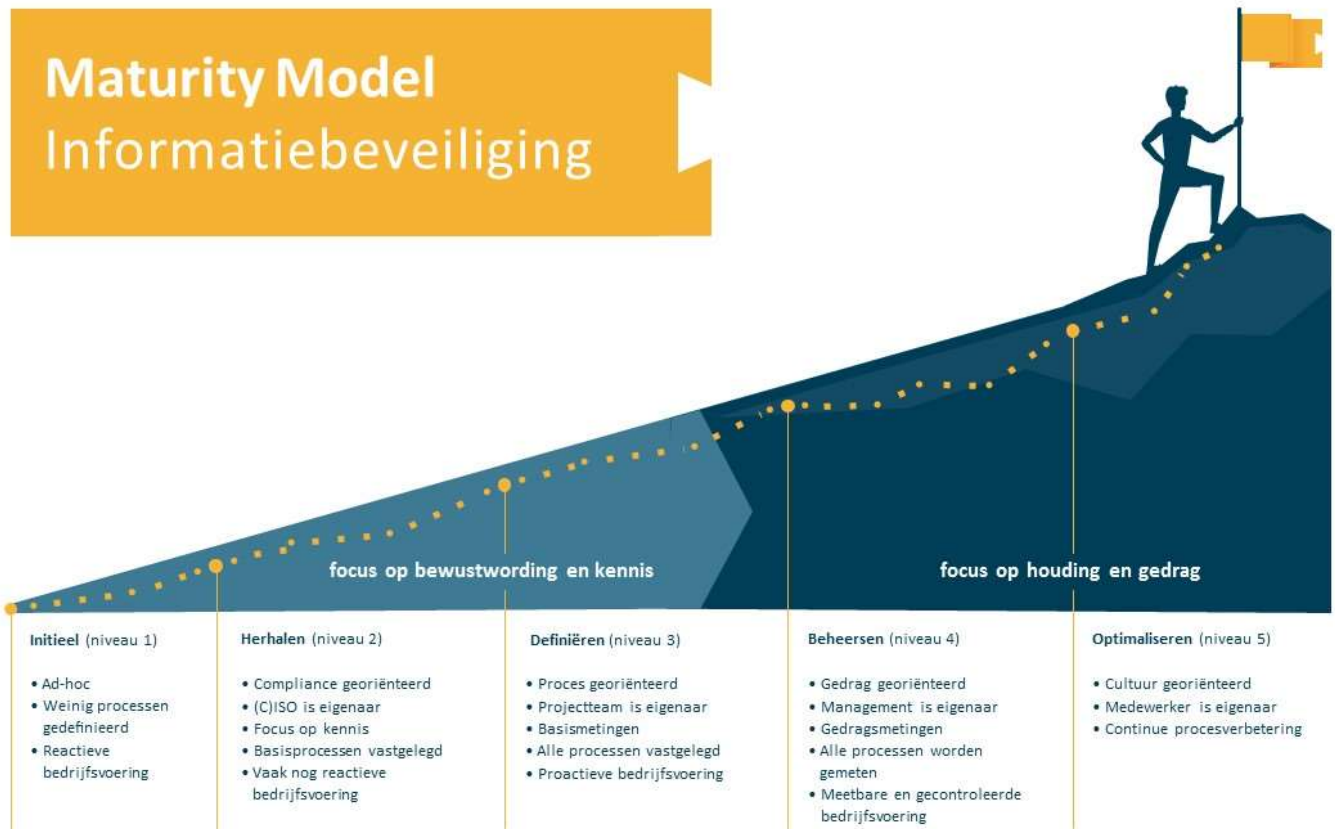 Maturity Model
Informatiebeveiliging
focus op bewustwording en kennis
focus op houding en gedrag
Initieel (niveau 1)
• Ad-hoc
• Weinig processen
gedefinieerd
• Reactieve
bedrijfsvoering
Herhalen (niveau 2)
• Compliance georiënteerd
• (C)ISO is eigenaar
• Focus op kennis
• Basisprocessen vastgelegd
• Vaak nog reactieve
bedrijfsvoering
Definiëren (niveau 3)
• Proces georiënteerd
• Projectteam is eigenaar
• Basismetingen
• Alle processen vastgelegd
• Proactieve bedrijfsvoering
Beheersen (niveau 4)
• Gedrag georiënteerd
• Management is eigenaar
• Gedragsmetingen
• Alle processen worden
gemeten
• Meetbare en gecontroleerde
bedrijfsvoering
Optimaliseren (niveau 5)
• Cultuur georiënteerd
• Medewerker is eigenaar
• Continue procesverbetering